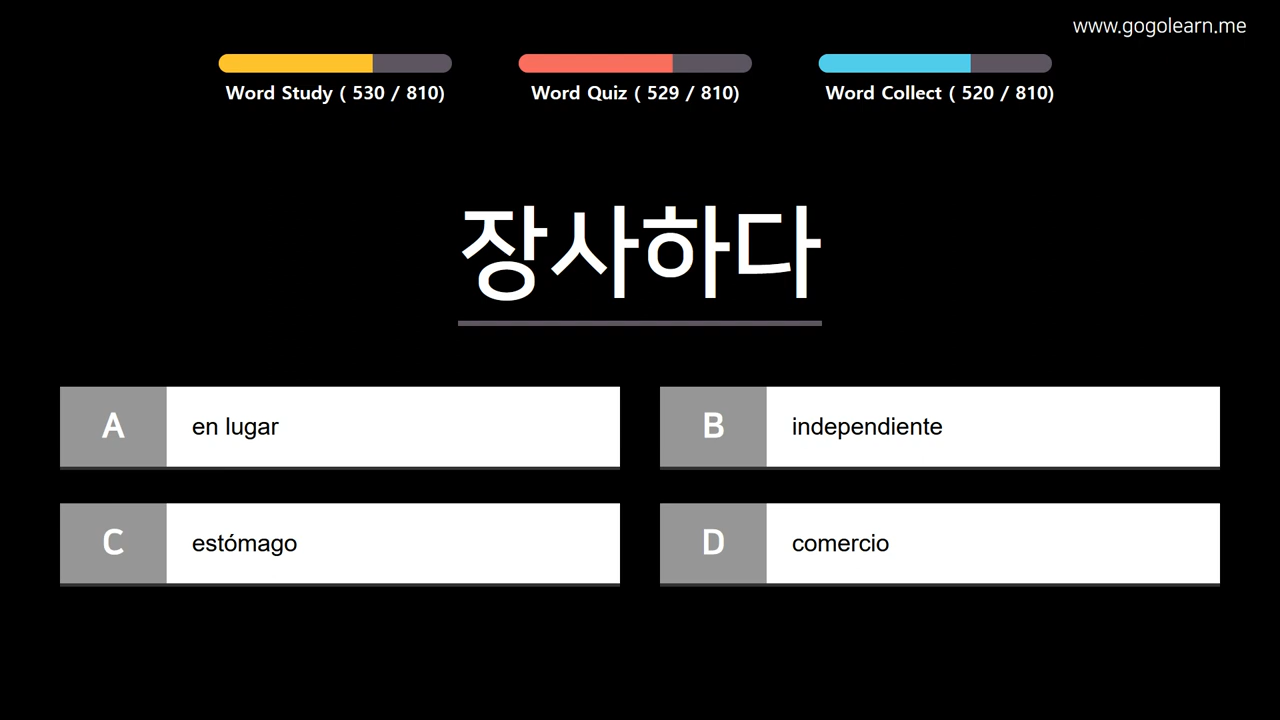 www.gogolearn.me
Word Study ( 530 / 810)
Word Quiz ( 529 / 810)
Word Collect ( 520 / 810)
장사하다
A
en lugar
B
independiente
C
estómago
D
comercio